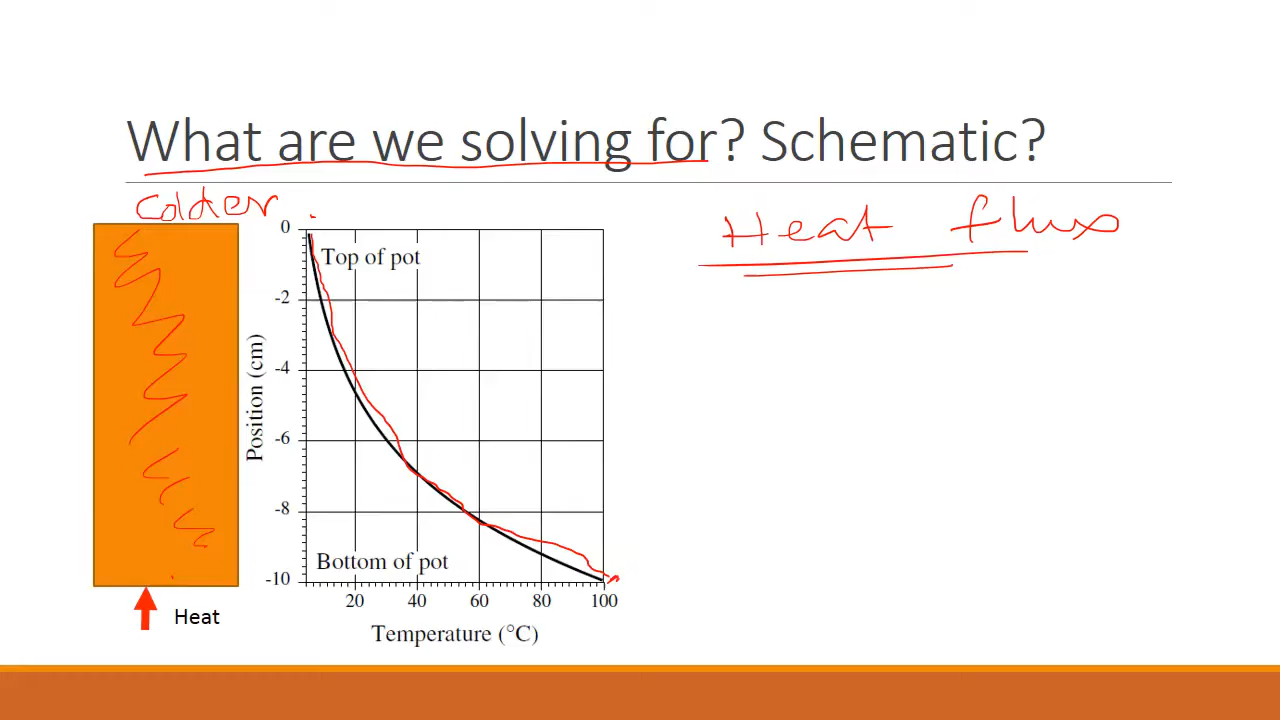 What are we solving for? Schematic?
Colder
Heat flux
0
Top of pot
-2
-4
Position (cm)
-6
-8
Bottom of pot
-10
20 40 60 80 100
Heat
Temperature (°C)